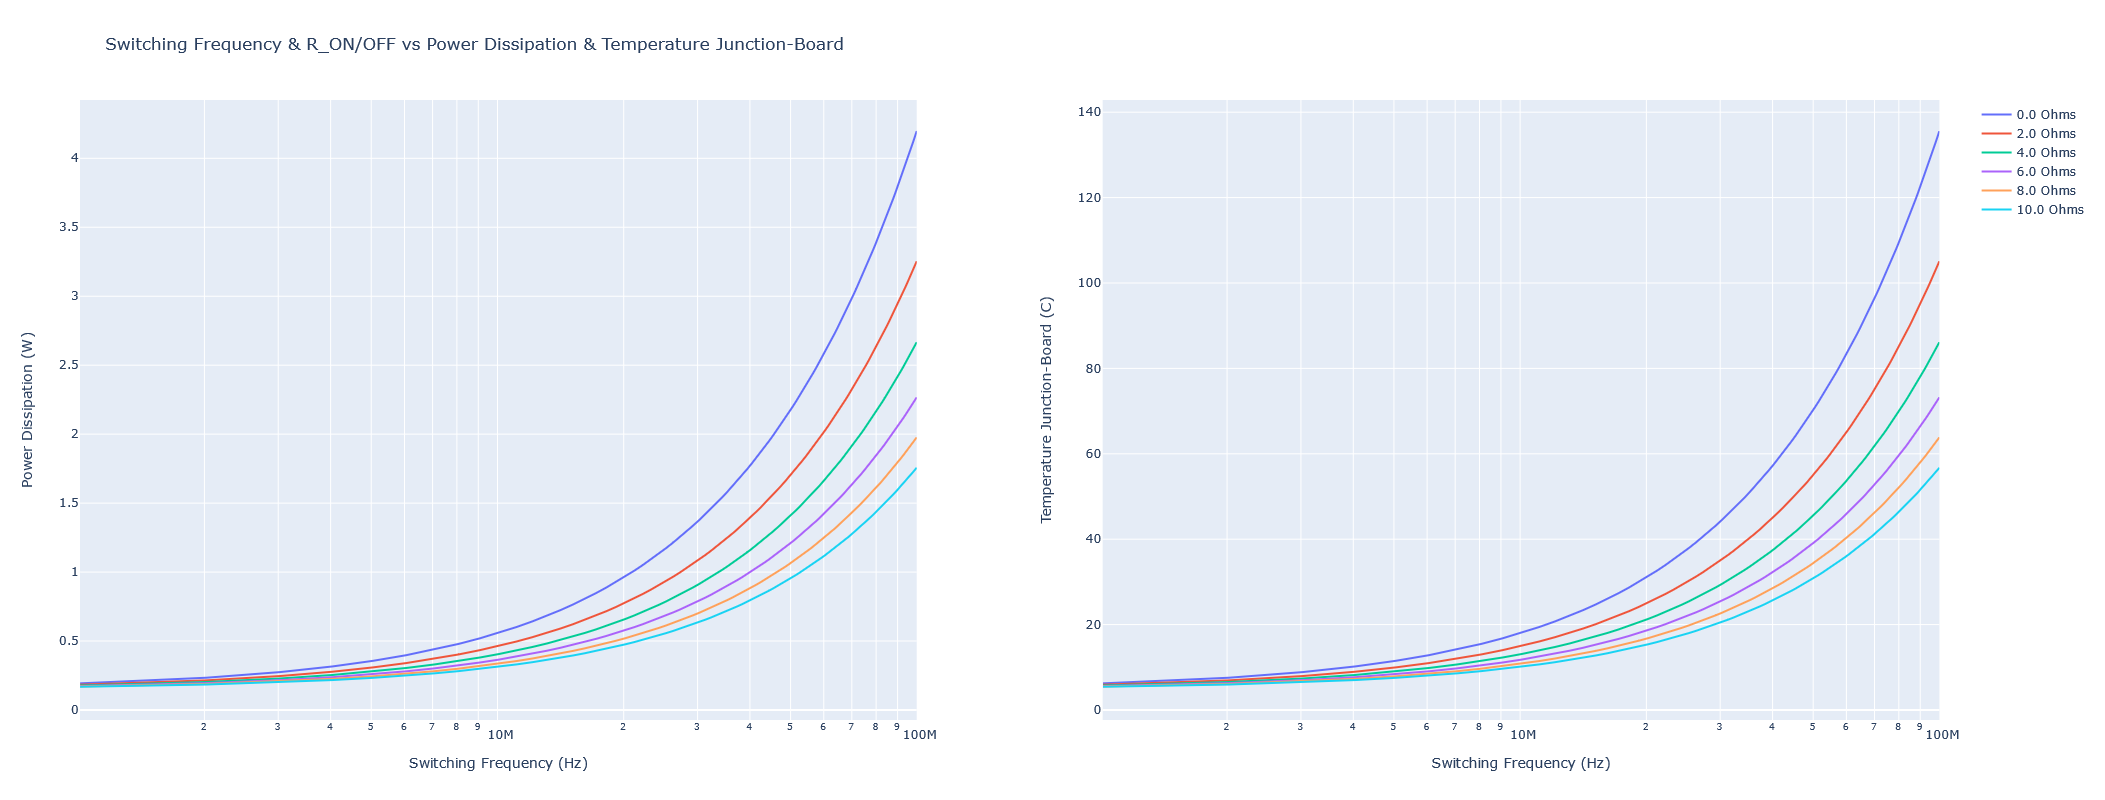 Switching Frequency & R_ON/OFF vs Power Dissipation & Temperature Junction-Board
4
3.5
3
2.5
2
1.5
1
0.5
0
Power Dissipation (W)
2 3 4 5 6 7 8 9 10M 2 3 4 5 6 7 8 9 100M
Switching Frequency (Hz)
140
120
100
80
60
40
20
0
Temperature Junction-Board (C)
2 3 4 5 6 7 8 9 10M 2 3 4 5 6 7 8 9 100M
Switching Frequency (Hz)
0.0 Ohms
2.0 Ohms
4.0 Ohms
6.0 Ohms
8.0 Ohms
10.0 Ohms